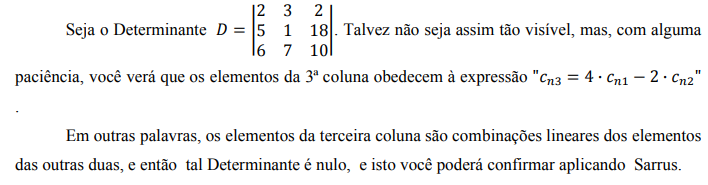 Seja o Determinante D = |2 3 2|
|5 1 18|
|6 7 10|. Talvez não seja assim tão visível, mas, com alguma
paciência, você verá que os elementos da 3ª coluna obedecem à expressão "cₙ₃ = 4 · cₙ₁ − 2 · cₙ₂"
.
Em outras palavras, os elementos da terceira coluna são combinações lineares dos elementos
das outras duas, e então tal Determinante é nulo, e isto você poderá confirmar aplicando Sarrus.